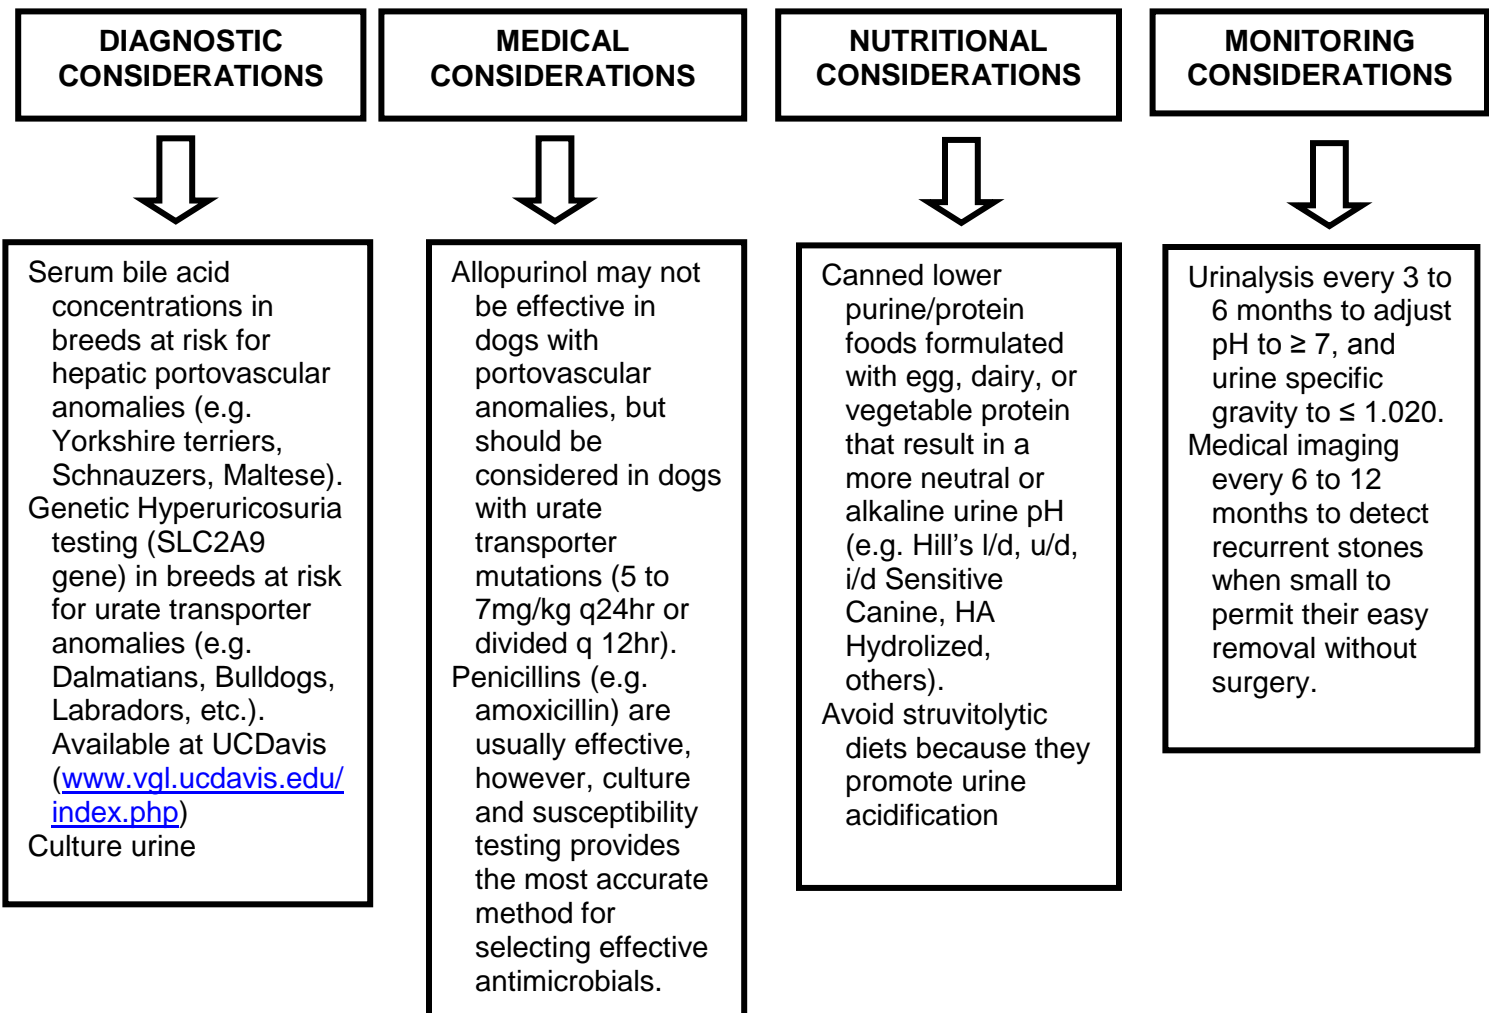 DIAGNOSTIC
CONSIDERATIONS
MEDICAL
CONSIDERATIONS
NUTRITIONAL
CONSIDERATIONS
MONITORING
CONSIDERATIONS
Serum bile acid
concentrations in
breeds at risk for
hepatic portovascular
anomalies (e.g.
Yorkshire terriers,
Schnauzers, Maltese).
Genetic Hyperuricosuria
testing (SLC2A9
gene) in breeds at risk
for urate transporter
anomalies (e.g.
Dalmatians, Bulldogs,
Labradors, etc.).
Available at UCDavis
(www.vgl.ucdavis.edu/
index.php)
Culture urine
Allopurinol may not
be effective in
dogs with
portovascular
anomalies, but
should be
considered in dogs
with urate
transporter
mutations (5 to
7mg/kg q24hr or
divided q 12hr).
Penicillins (e.g.
amoxicillin) are
usually effective,
however, culture
and susceptibility
testing provides
the most accurate
method for
selecting effective
antimicrobials.
Canned lower
purine/protein
foods formulated
with egg, dairy, or
vegetable protein
that result in a
more neutral or
alkaline urine pH
(e.g. Hill's l/d, u/d,
i/d Sensitive
Canine, HA
Hydrolized,
others).
Avoid struvitolytic
diets because they
promote urine
acidification
Urinalysis every 3 to
6 months to adjust
pH to ≥ 7, and
urine specific
gravity to ≤ 1.020.
Medical imaging
every 6 to 12
months to detect
recurrent stones
when small to
permit their easy
removal without
surgery.